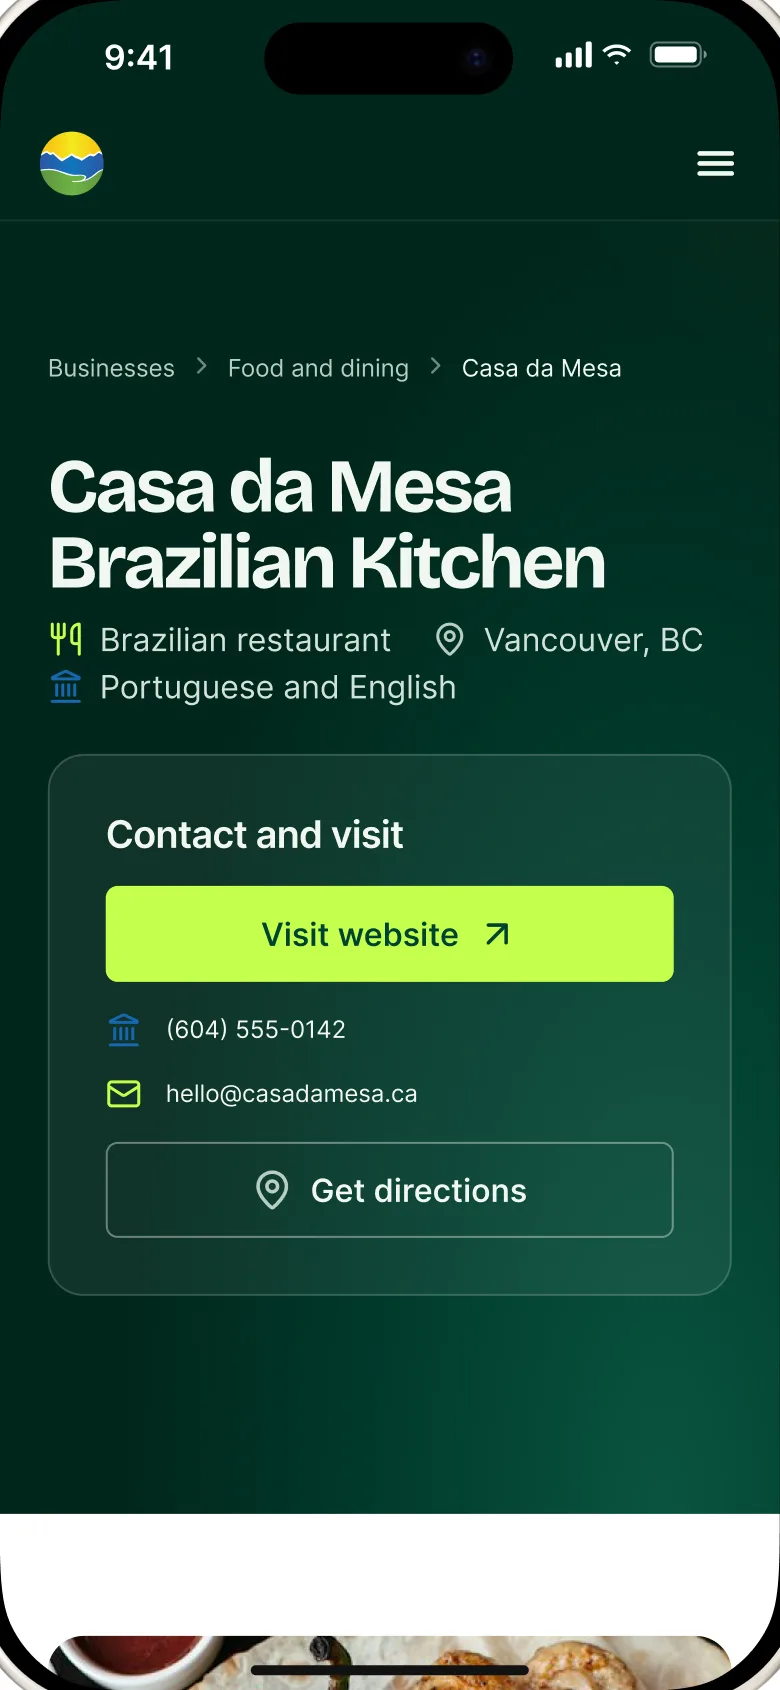 9:41
Businesses > Food and dining > Casa da Mesa
Casa da Mesa
Brazilian Kitchen
Brazilian restaurant Vancouver, BC
Portuguese and English
Contact and visit
Visit website
(604) 555-0142
hello@casadamesa.ca
Get directions